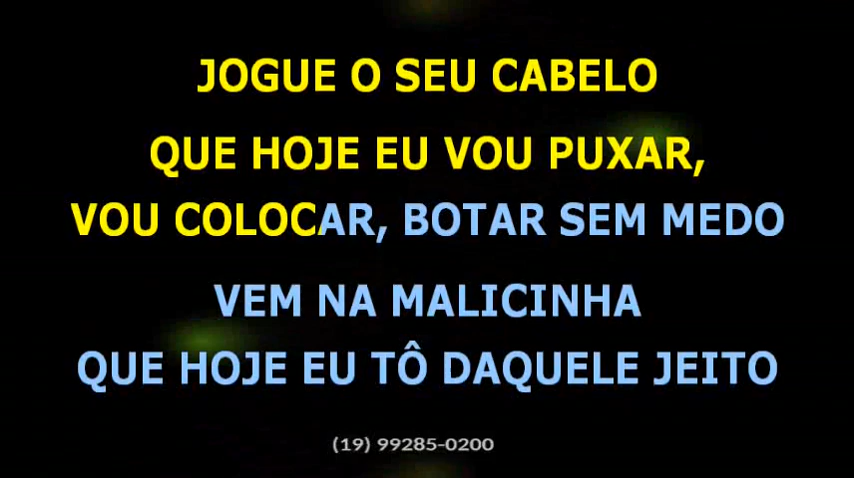 JOGUE O SEU CABELO
QUE HOJE EU VOU PUXAR,
VOU COLOCAR, BOTAR SEM MEDO
VEM NA MALICINHA
QUE HOJE EU TÔ DAQUELE JEITO
(19) 99285-0200